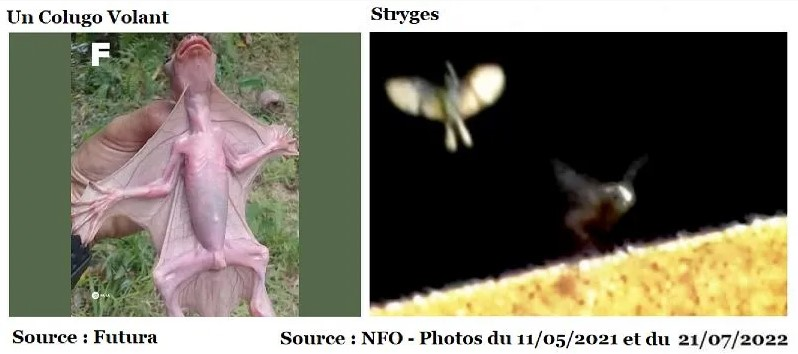 Un Colugo Volant
Stryges
F
Source : Futura
Source : NFO - Photos du 11/05/2021 et du 21/07/2022